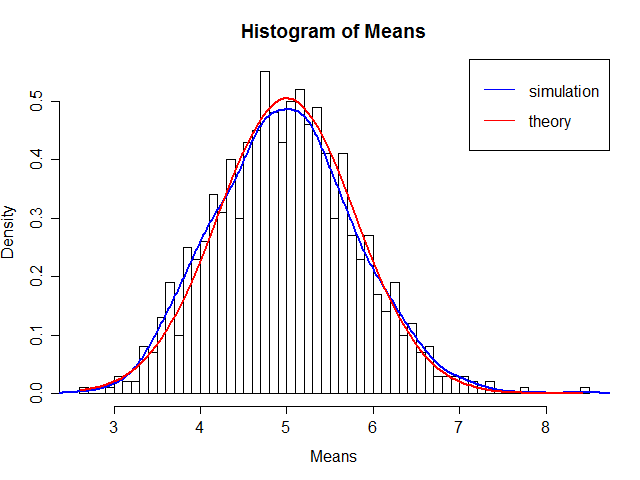 Histogram of Means
simulation
theory
Density
0.5
0.4
0.3
0.2
0.1
0.0
3 4 5 6 7 8
Means